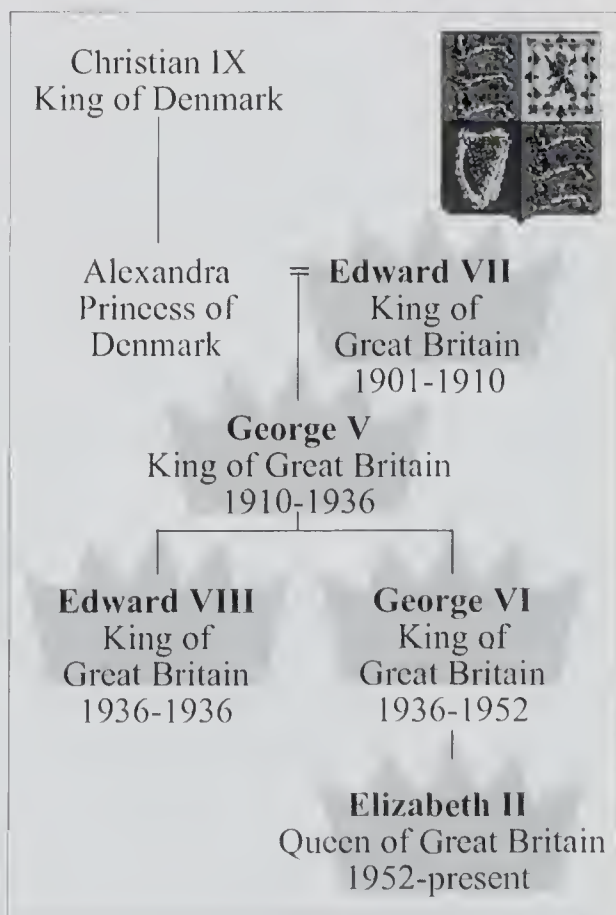 Christian IX
King of Denmark
Alexandra
Princess of
Denmark
= Edward VII
King of
Great Britain
1901-1910
George V
King of Great Britain
1910-1936
Edward VIII
King of
Great Britain
1936-1936
George VI
King of
Great Britain
1936-1952
Elizabeth II
Queen of Great Britain
1952-present